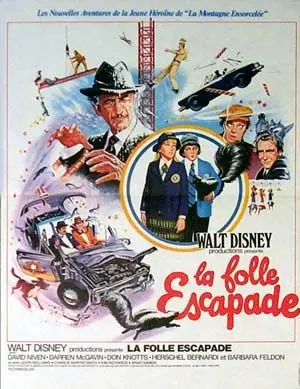 Les Nouvelles Aventures de la Jeune Héroïne de "La Montagne Ensorcelée"
WALT DISNEY
productions
présente
la folle
Escapade
WALT DISNEY productions présente LA FOLLE ESCAPADE
DAVID NIVEN • DARREN McGAVIN • DON KNOTTS • HERSCHEL BERNARDI et BARBARA FELDON
TECHNICOLOR